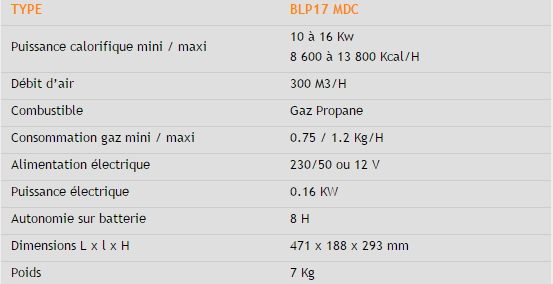 TYPE BLP17 MDC
Puissance calorifique mini / maxi 10 à 16 Kw
8 600 à 13 800 Kcal/H
Débit d’air 300 M3/H
Combustible Gaz Propane
Consommation gaz mini / maxi 0.75 / 1.2 Kg/H
Alimentation électrique 230/50 ou 12 V
Puissance électrique 0.16 KW
Autonomie sur batterie 8 H
Dimensions L x l x H 471 x 188 x 293 mm
Poids 7 Kg